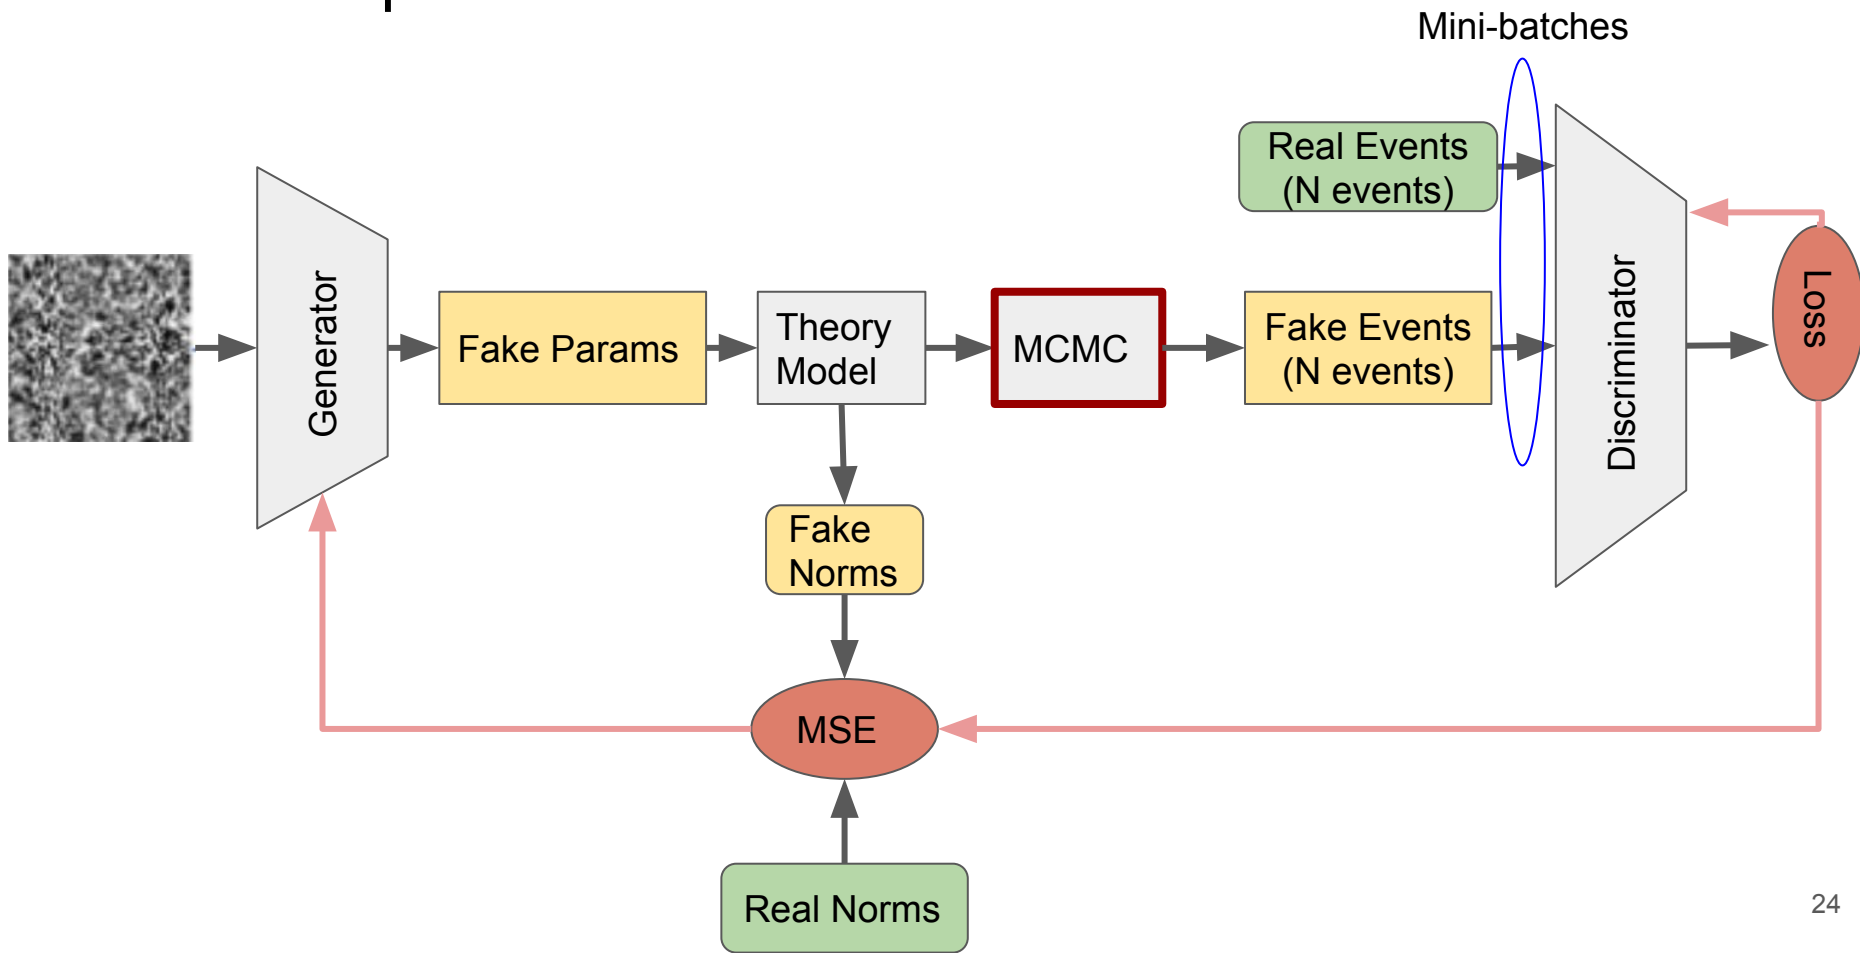 Mini-batches
Real Events
(N events)
Generator
Fake Params
Theory
Model
MCMC
Fake Events
(N events)
Discriminator
Loss
Fake
Norms
MSE
Real Norms
24